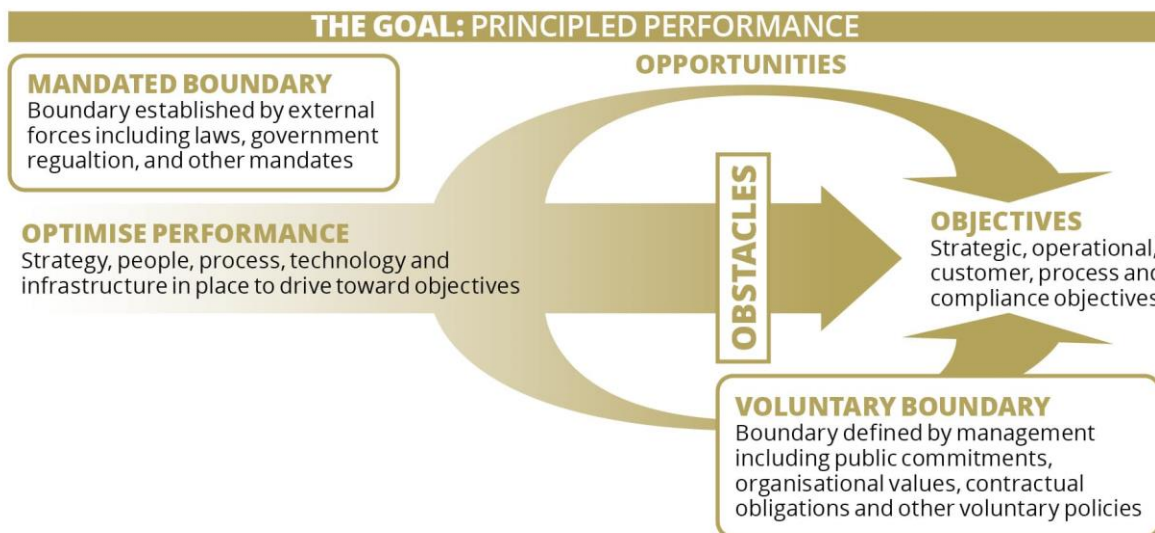 THE GOAL: PRINCIPLED PERFORMANCE
MANDATED BOUNDARY
Boundary established by external
forces including laws, government
regualtion, and other mandates
OPPORTUNITIES
OPTIMISE PERFORMANCE
Strategy, people, process, technology and
infrastructure in place to drive toward objectives
OBSTACLES
OBJECTIVES
Strategic, operational,
customer, process and
compliance objectives
VOLUNTARY BOUNDARY
Boundary defined by management
including public commitments,
organisational values, contractual
obligations and other voluntary policies